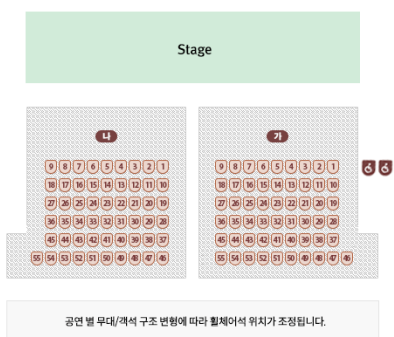 Stage
나 가
9 8 7 6 5 4 3 2 1 9 8 7 6 5 4 3 2 1
18 17 16 15 14 13 12 11 10 18 17 16 15 14 13 12 11 10
27 26 25 24 23 22 21 20 19 27 26 25 24 23 22 21 20 19
36 35 34 33 32 31 30 29 28 36 35 34 33 32 31 30 29 28
45 44 43 42 41 40 39 38 37 45 44 43 42 41 40 39 38 37
55 54 53 52 51 50 49 48 47 46 55 54 53 52 51 50 49 48 47 46
공연 별 무대/객석 구조 변형에 따라 휠체어석 위치가 조정됩니다.